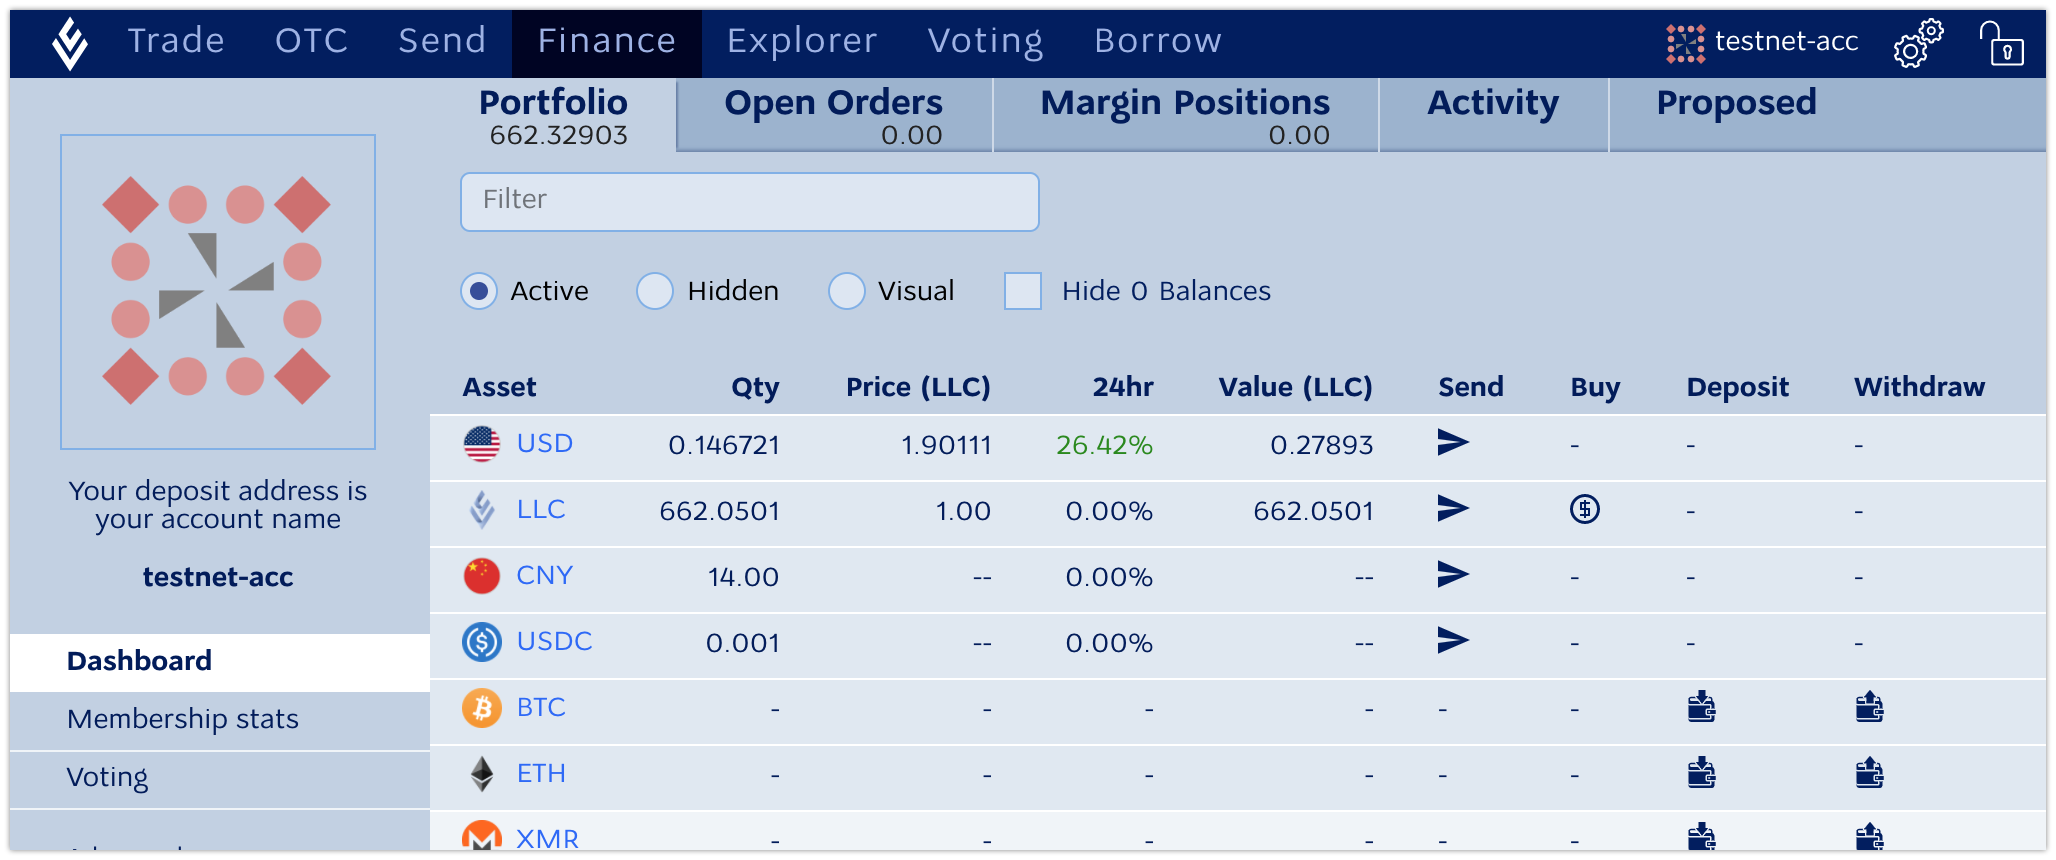 Trade OTC Send Finance Explorer Voting Borrow testnet-acc
Portfolio Open Orders Margin Positions Activity Proposed
662.32903 0.00 0.00
Filter
Active Hidden Visual Hide 0 Balances
Your deposit address is
your account name
testnet-acc
Dashboard
Membership stats
Voting
Asset Qty Price (LLC) 24hr Value (LLC) Send Buy Deposit Withdraw
USD 0.146721 1.90111 26.42% 0.27893 - - -
LLC 662.0501 1.00 0.00% 662.0501 - -
CNY 14.00 -- 0.00% -- - - -
USDC 0.001 -- 0.00% -- - - -
BTC - - - - - -
ETH - - - - - -
XMR - - - - - -